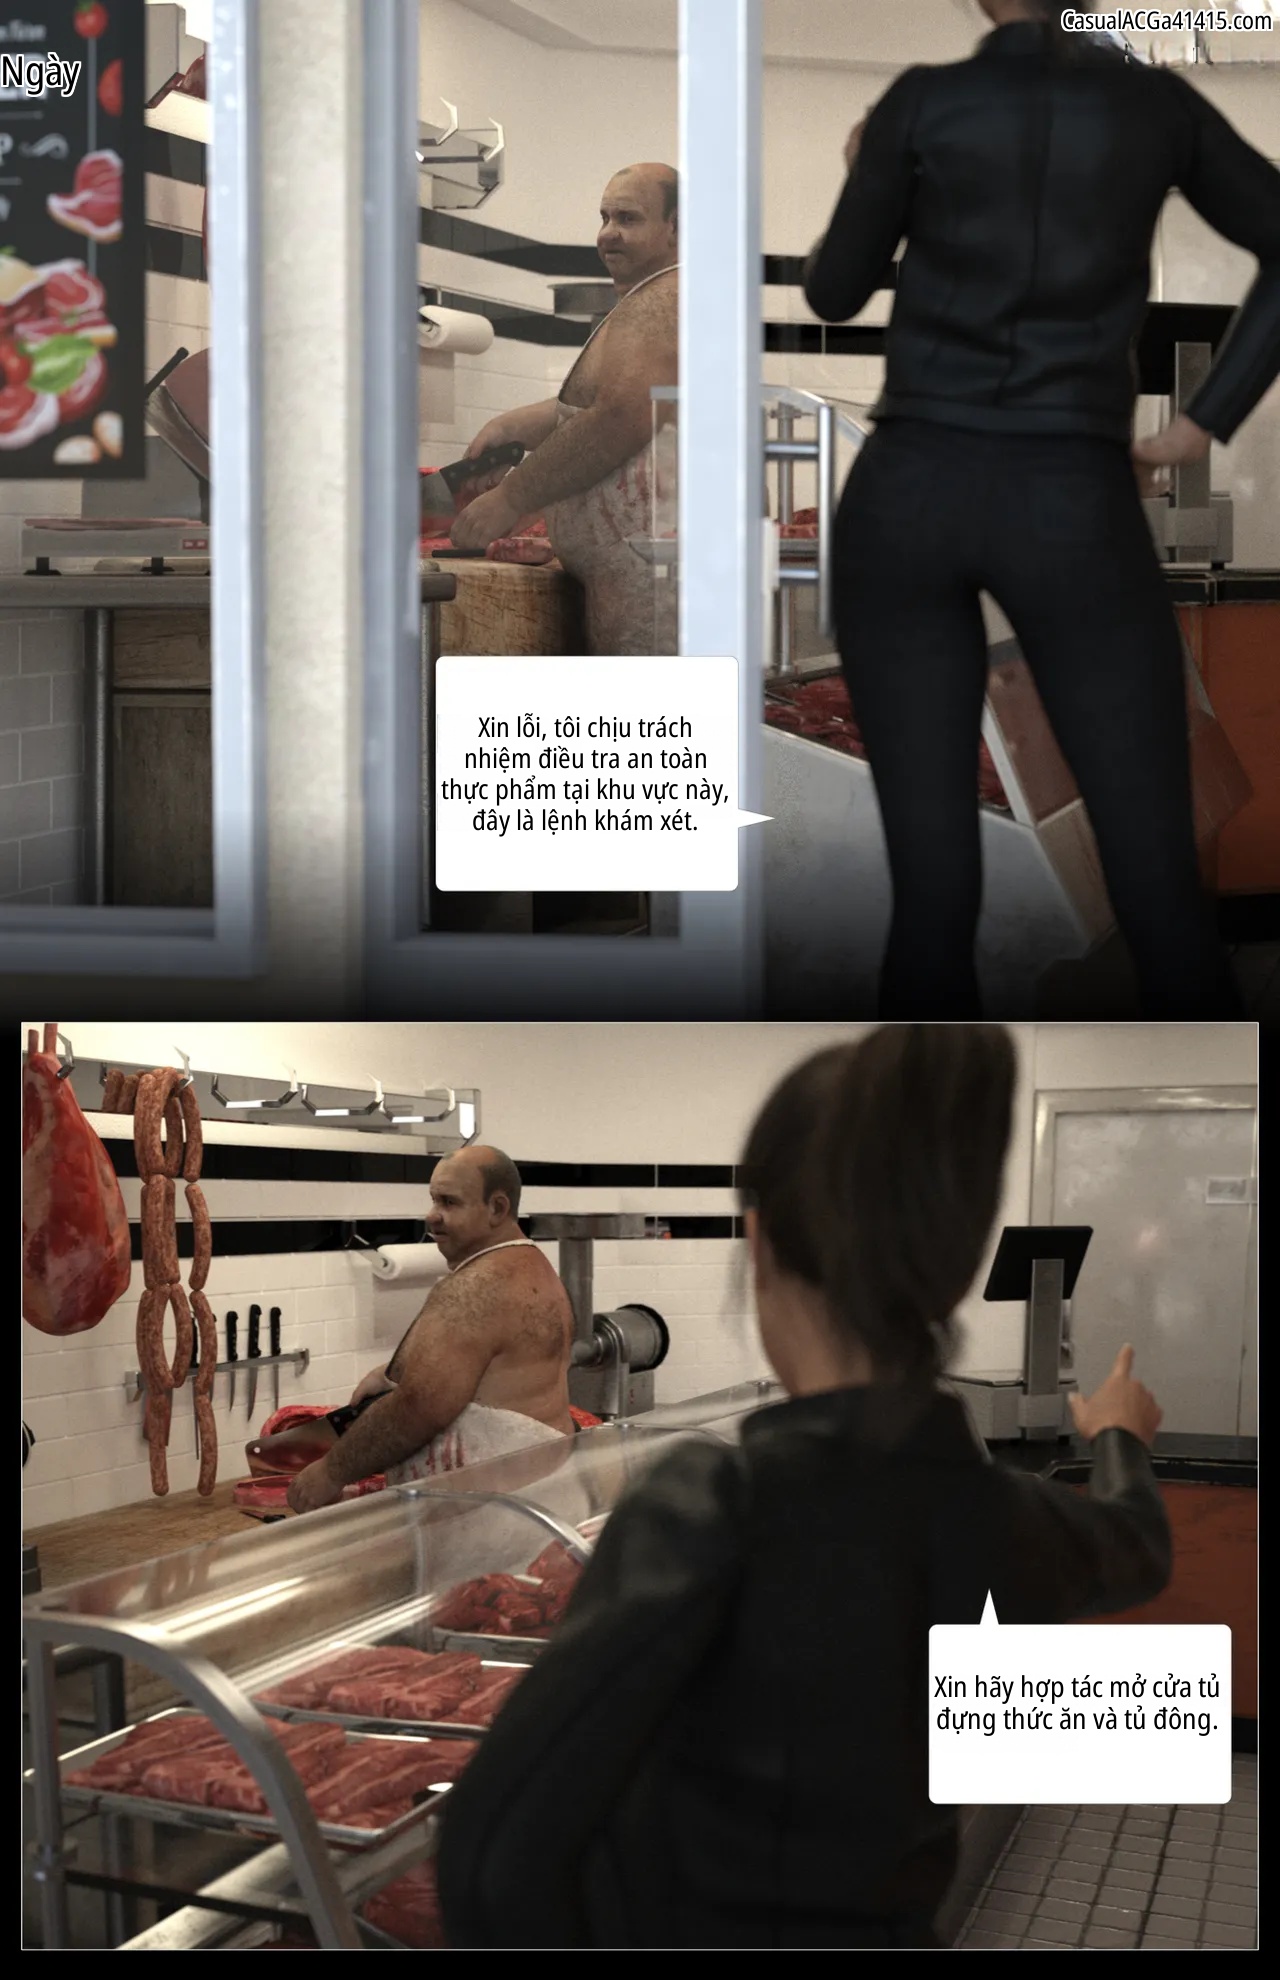 CasualACGa41415.com
Ngày
Xin lỗi, tôi chịu trách
nhiệm điều tra an toàn
thực phẩm tại khu vực này,
đây là lệnh khám xét.
Xin hãy hợp tác mở cửa tủ
đựng thức ăn và tủ đông.